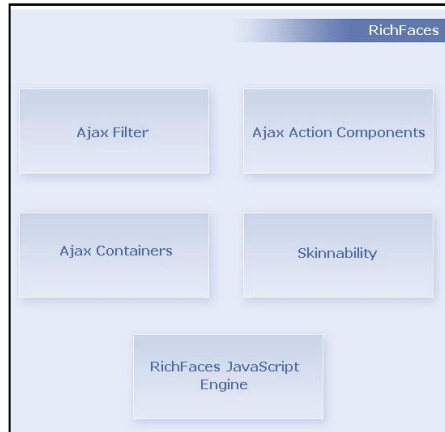 RichFaces
Ajax Filter
Ajax Action Components
Ajax Containers
Skinnability
RichFaces JavaScript
Engine